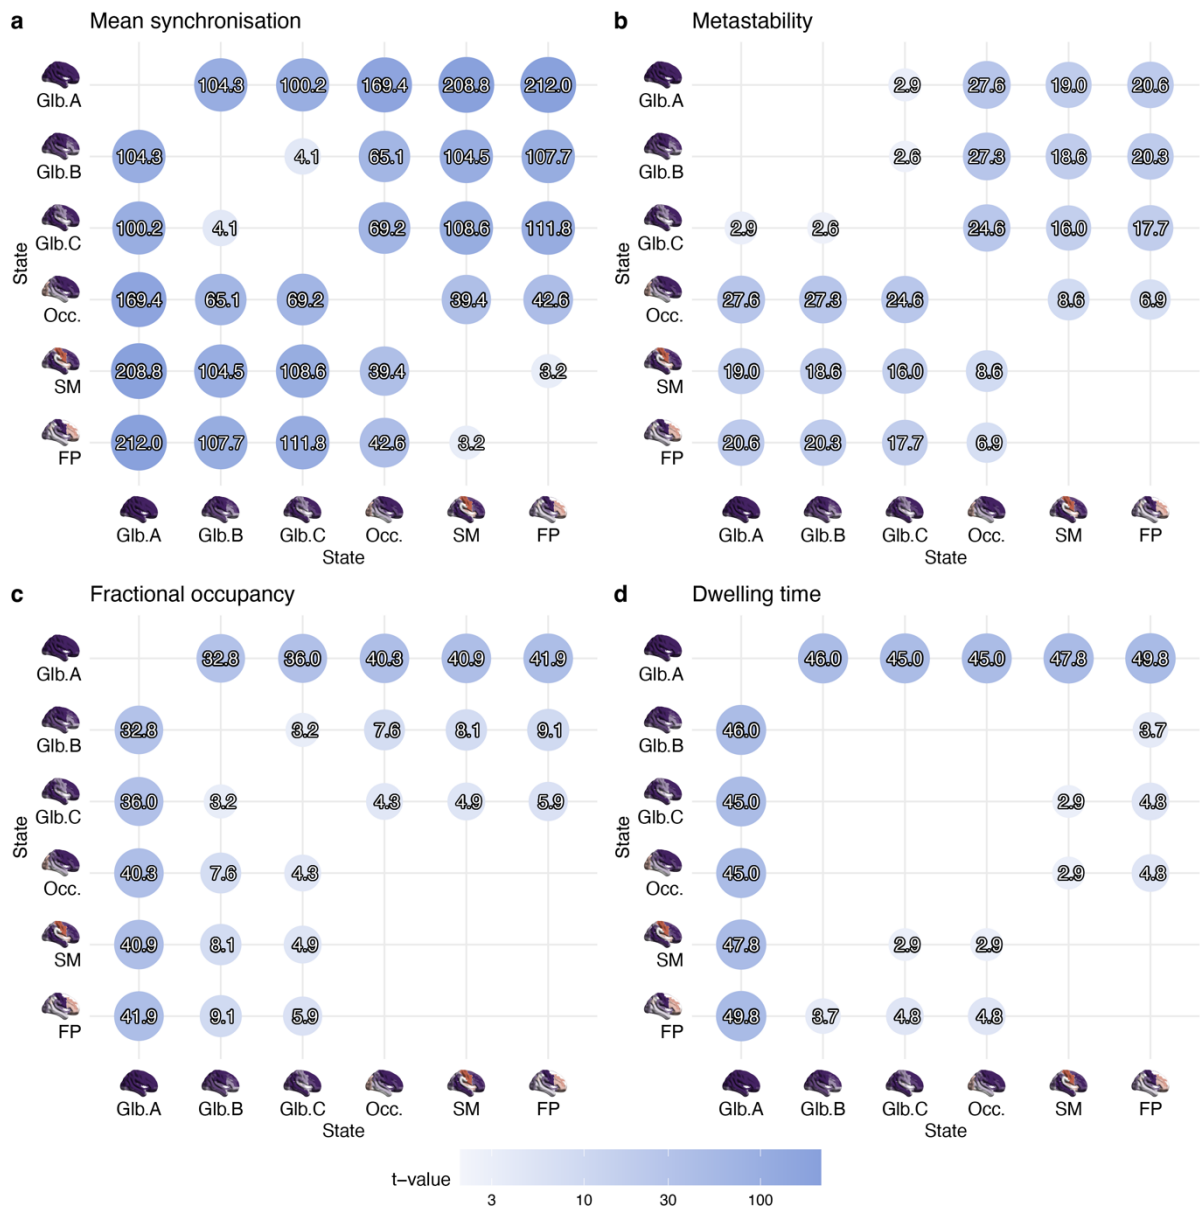 a Mean synchronisation
Glb.A 104.3 100.2 169.4 208.8 212.0
Glb.B 104.3 4.1 65.1 104.5 107.7
Glb.C 100.2 4.1 69.2 108.6 111.8
State
Occ. 169.4 65.1 69.2 39.4 42.6
SM 208.8 104.5 108.6 39.4 3.2
FP 212.0 107.7 111.8 42.6 3.2
Glb.A Glb.B Glb.C Occ. SM FP
State
b Metastability
Glb.A 2.9 27.6 19.0 20.6
Glb.B 2.6 27.3 18.6 20.3
Glb.C 2.9 2.6 24.6 16.0 17.7
State
Occ. 27.6 27.3 24.6 8.6 6.9
SM 19.0 18.6 16.0 8.6
FP 20.6 20.3 17.7 6.9
Glb.A Glb.B Glb.C Occ. SM FP
State
c Fractional occupancy
Glb.A 32.8 36.0 40.3 40.9 41.9
Glb.B 32.8 3.2 7.6 8.1 9.1
Glb.C 36.0 3.2 4.3 4.9 5.9
State
Occ. 40.3 7.6 4.3
SM 40.9 8.1 4.9
FP 41.9 9.1 5.9
Glb.A Glb.B Glb.C Occ. SM FP
State
d Dwelling time
Glb.A 46.0 45.0 45.0 47.8 49.8
Glb.B 46.0 3.7
Glb.C 45.0 2.9 4.8
State
Occ. 45.0 2.9 4.8
SM 47.8 2.9 2.9
FP 49.8 3.7 4.8 4.8
Glb.A Glb.B Glb.C Occ. SM FP
State
t−value
3 10 30 100